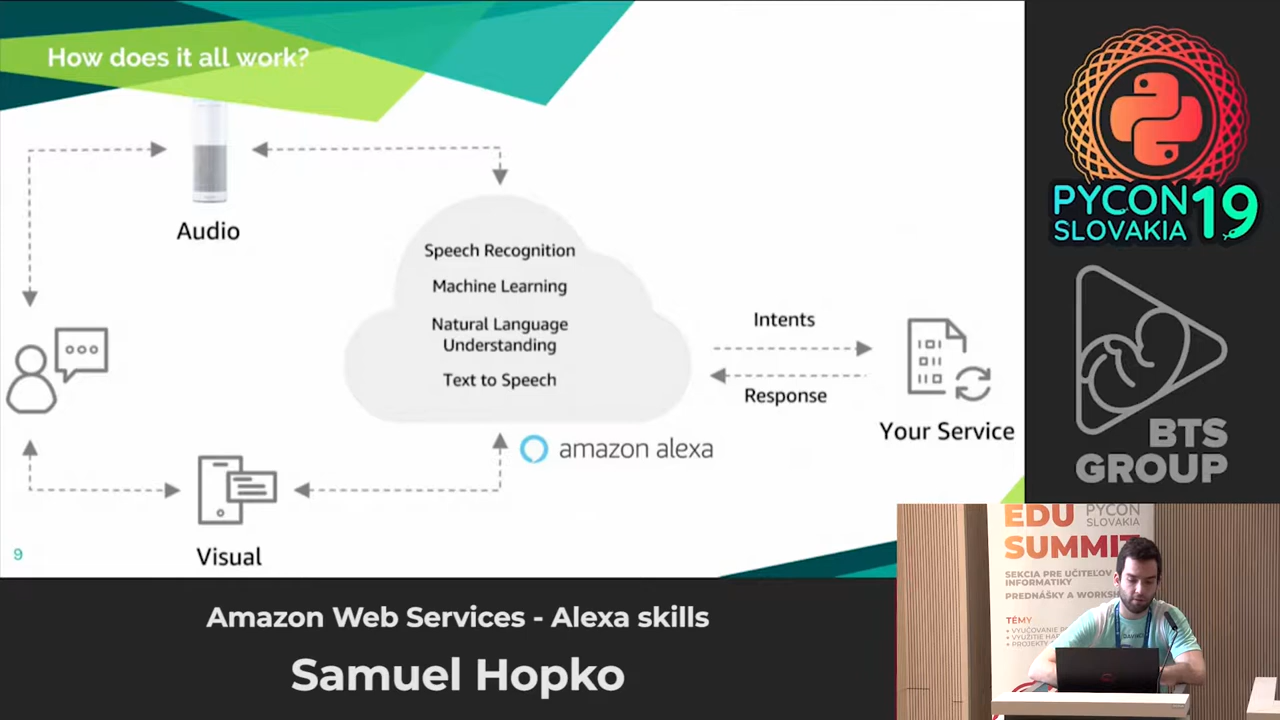 How does it all work?
Audio
Speech Recognition
Machine Learning
Natural Language
Understanding
Text to Speech
Intents
Response
Your Service
amazon alexa
Visual
9
PYCON
SLOVAKIA
19
BTS
GROUP
EDU
PYCON
SLOVAKIA
SUMMIT
SEKCIA PRE UČITEĽOV
INFORMATIKY
PREDNÁŠKY A
TÉMY
Amazon Web Services - Alexa skills
Samuel Hopko